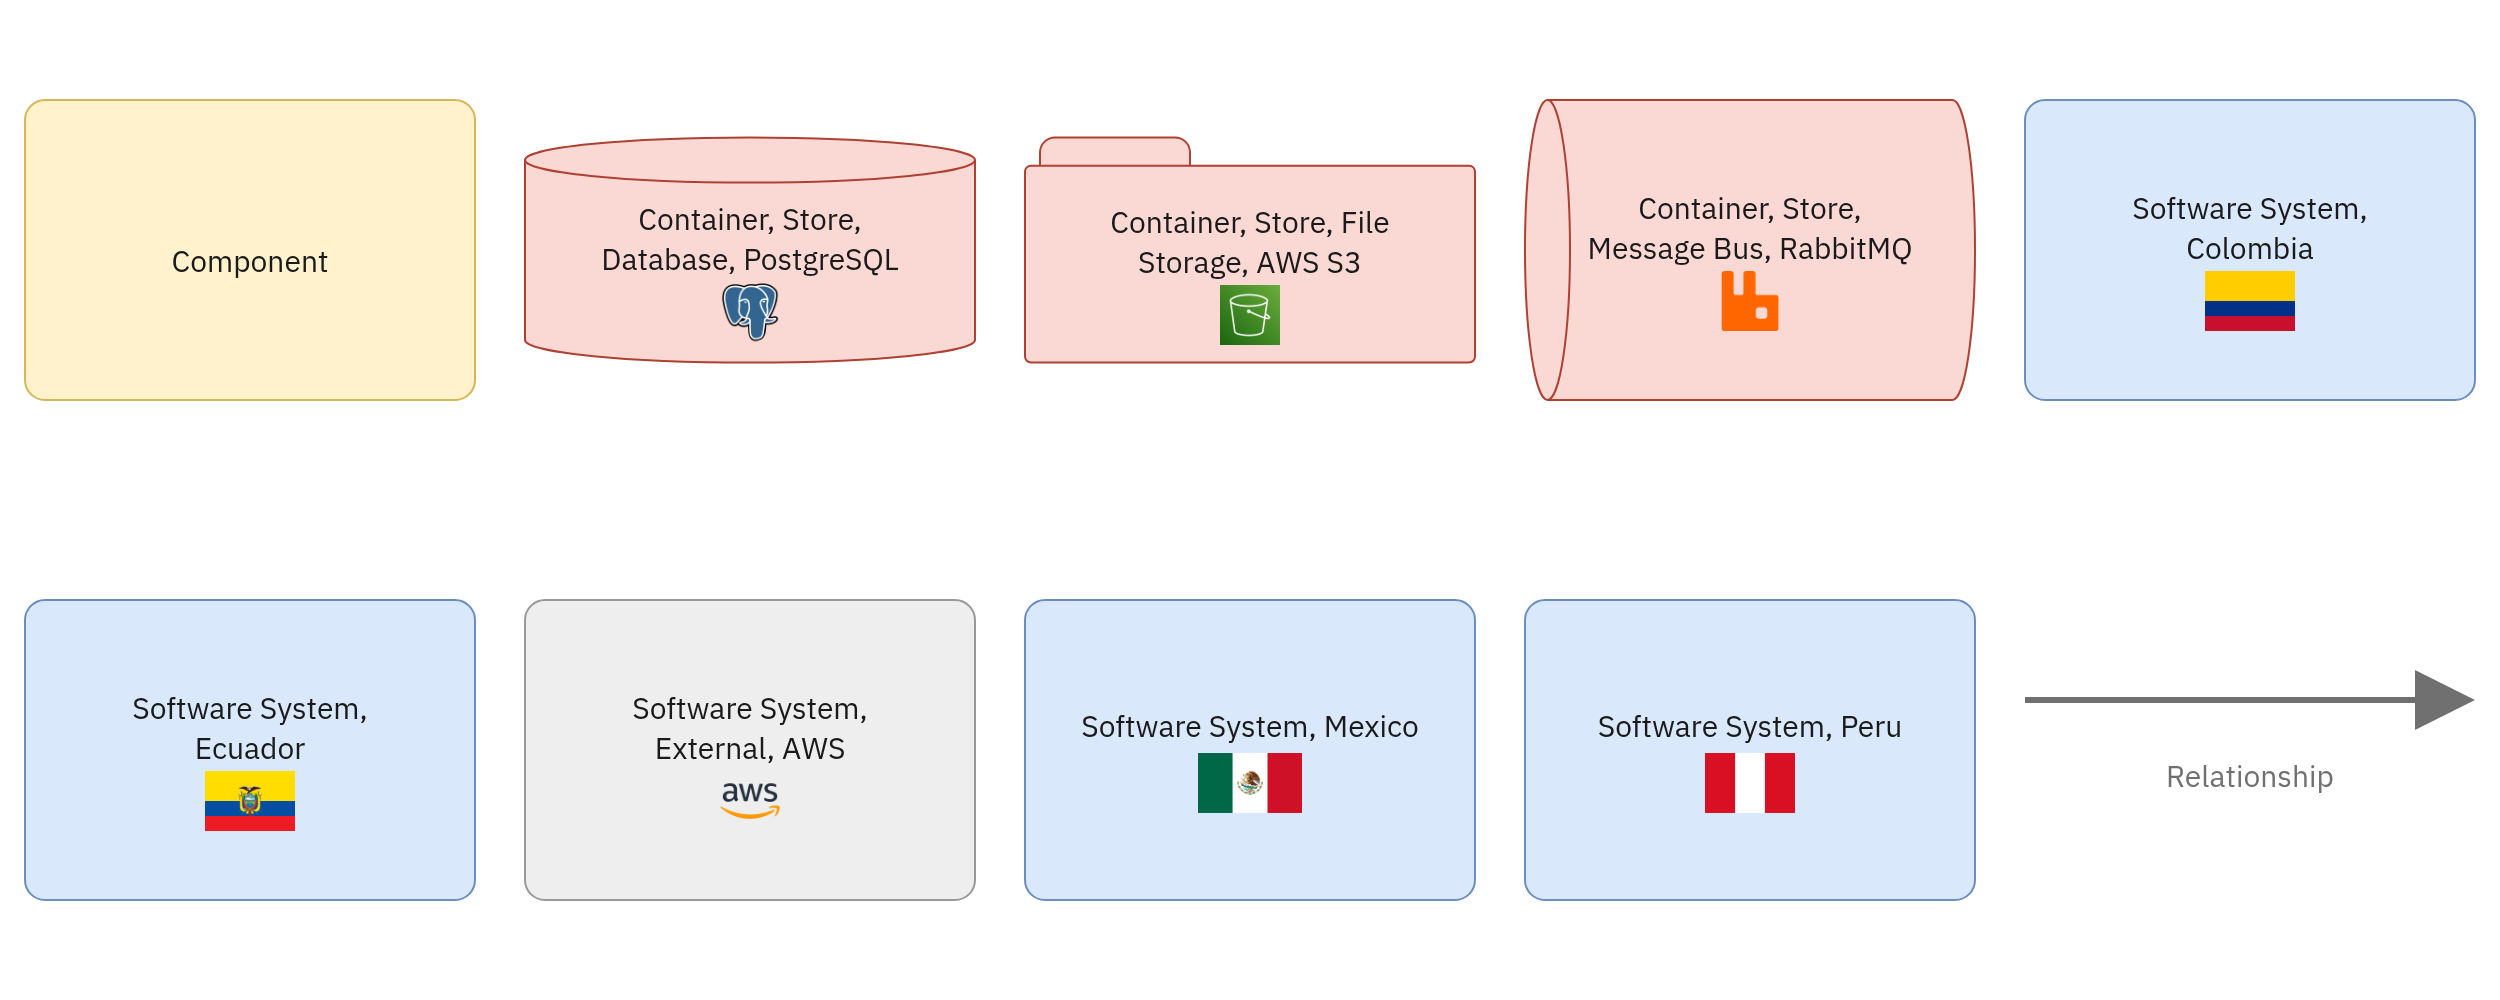 Component
Container, Store,
Database, PostgreSQL
Container, Store, File
Storage, AWS S3
Container, Store,
Message Bus, RabbitMQ
Software System,
Colombia
Software System,
Ecuador
Software System,
External, AWS
aws
Software System, Mexico
Software System, Peru
Relationship